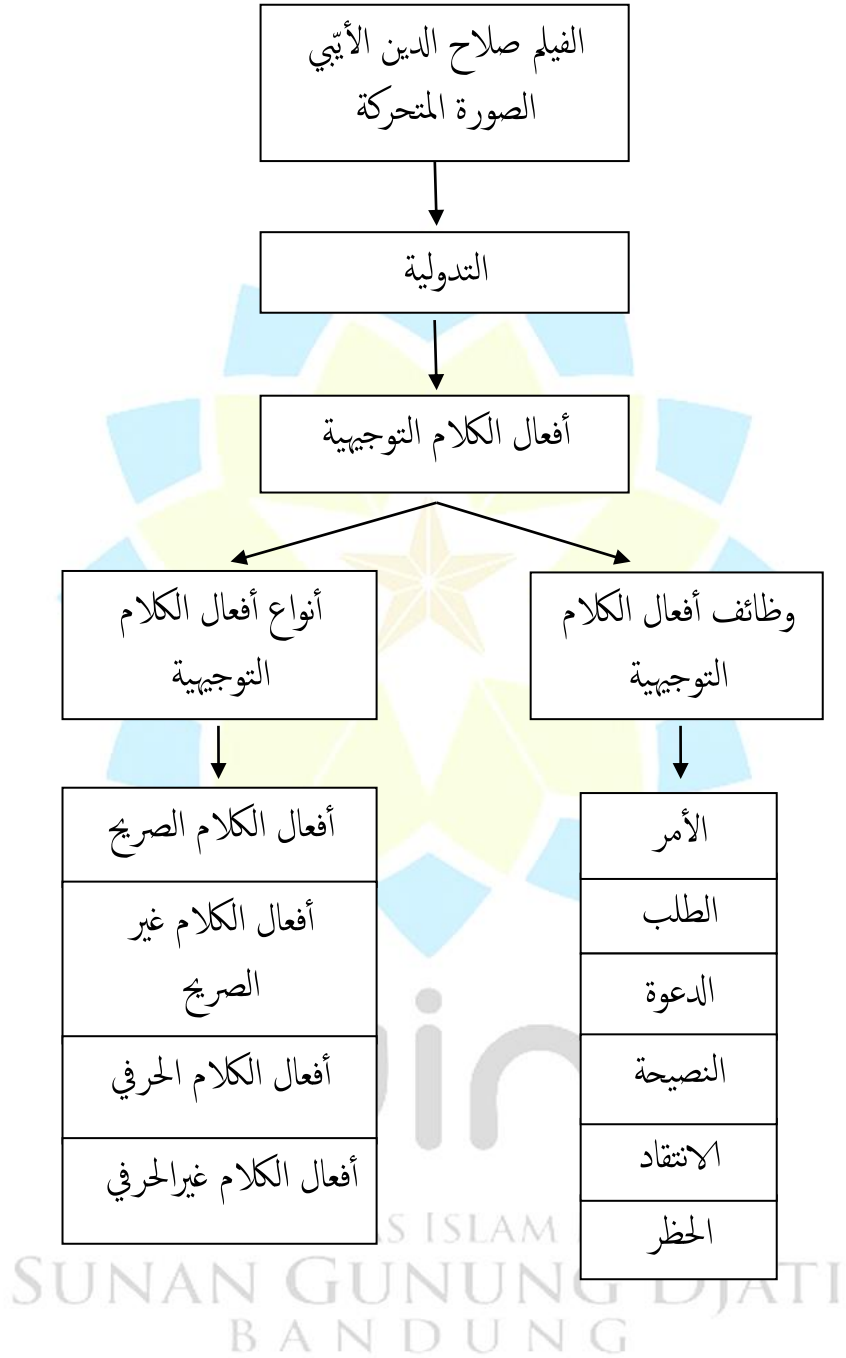 الفيلم صلاح الدين الأيّبي
الصورة المتحركة
التدولية
أفعال الكلام التوجيهية
وظائف أفعال الكلام
التوجيهية
أنواع أفعال الكلام
التوجيهية
الأمر
الطلب
الدعوة
النصيحة
الانتقاد
الحظر
أفعال الكلام الصريح
أفعال الكلام غير
الصريح
أفعال الكلام الحرفي
أفعال الكلام غيرالحرفي
ISLAM
SUNAN GUNUNG DJATI
BANDUNG